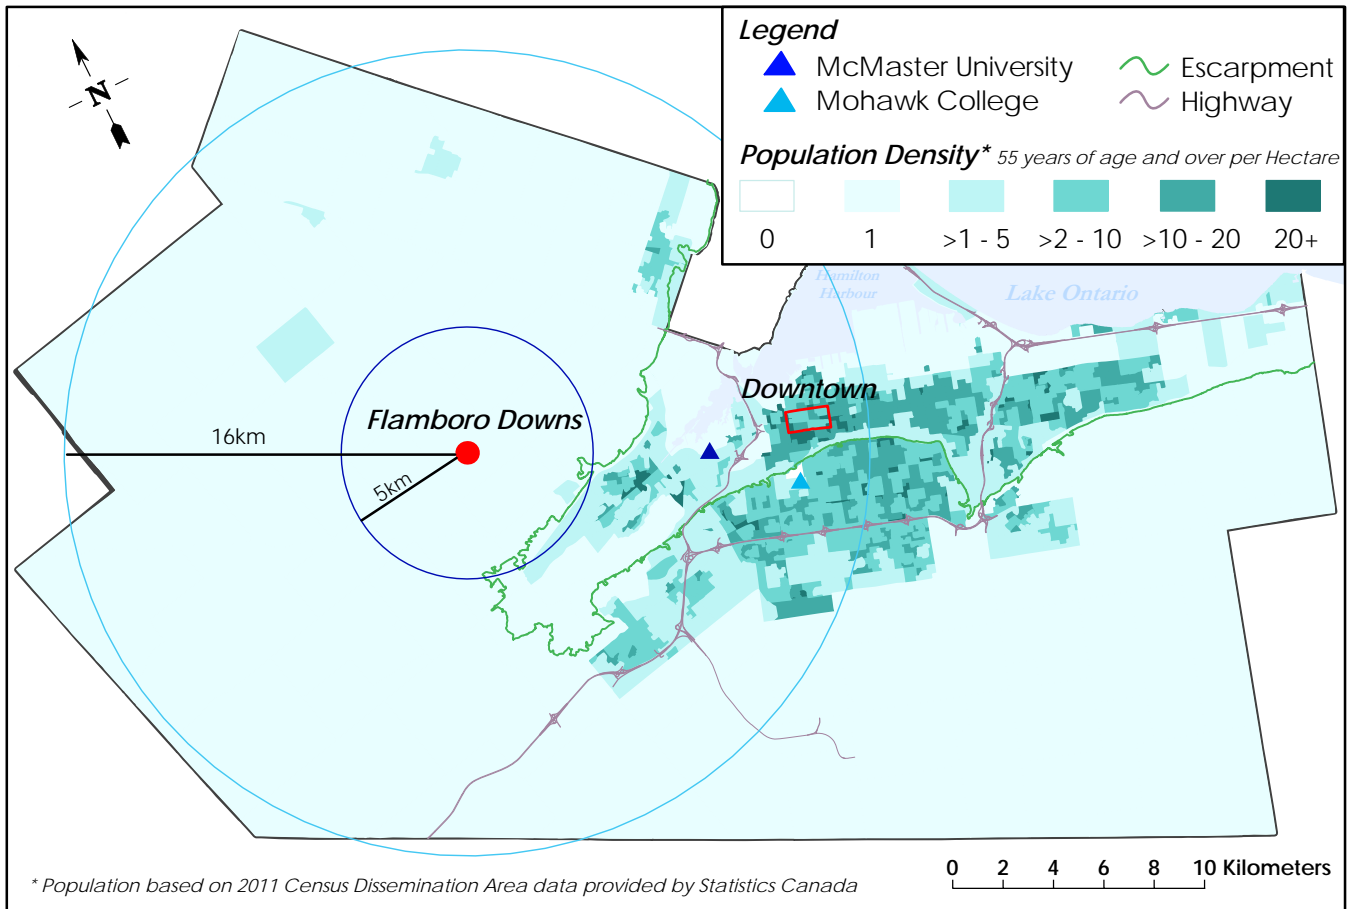 Legend
McMaster University
Escarpment
Mohawk College
Highway
Population Density* 55 years of age and over per Hectare
0 1 >1 - 5 >2 - 10 >10 - 20 20+
N
Hamilton
Harbour
Lake Ontario
Downtown
Flamboro Downs
16km
5km
0 2 4 6 8 10 Kilometers
* Population based on 2011 Census Dissemination Area data provided by Statistics Canada